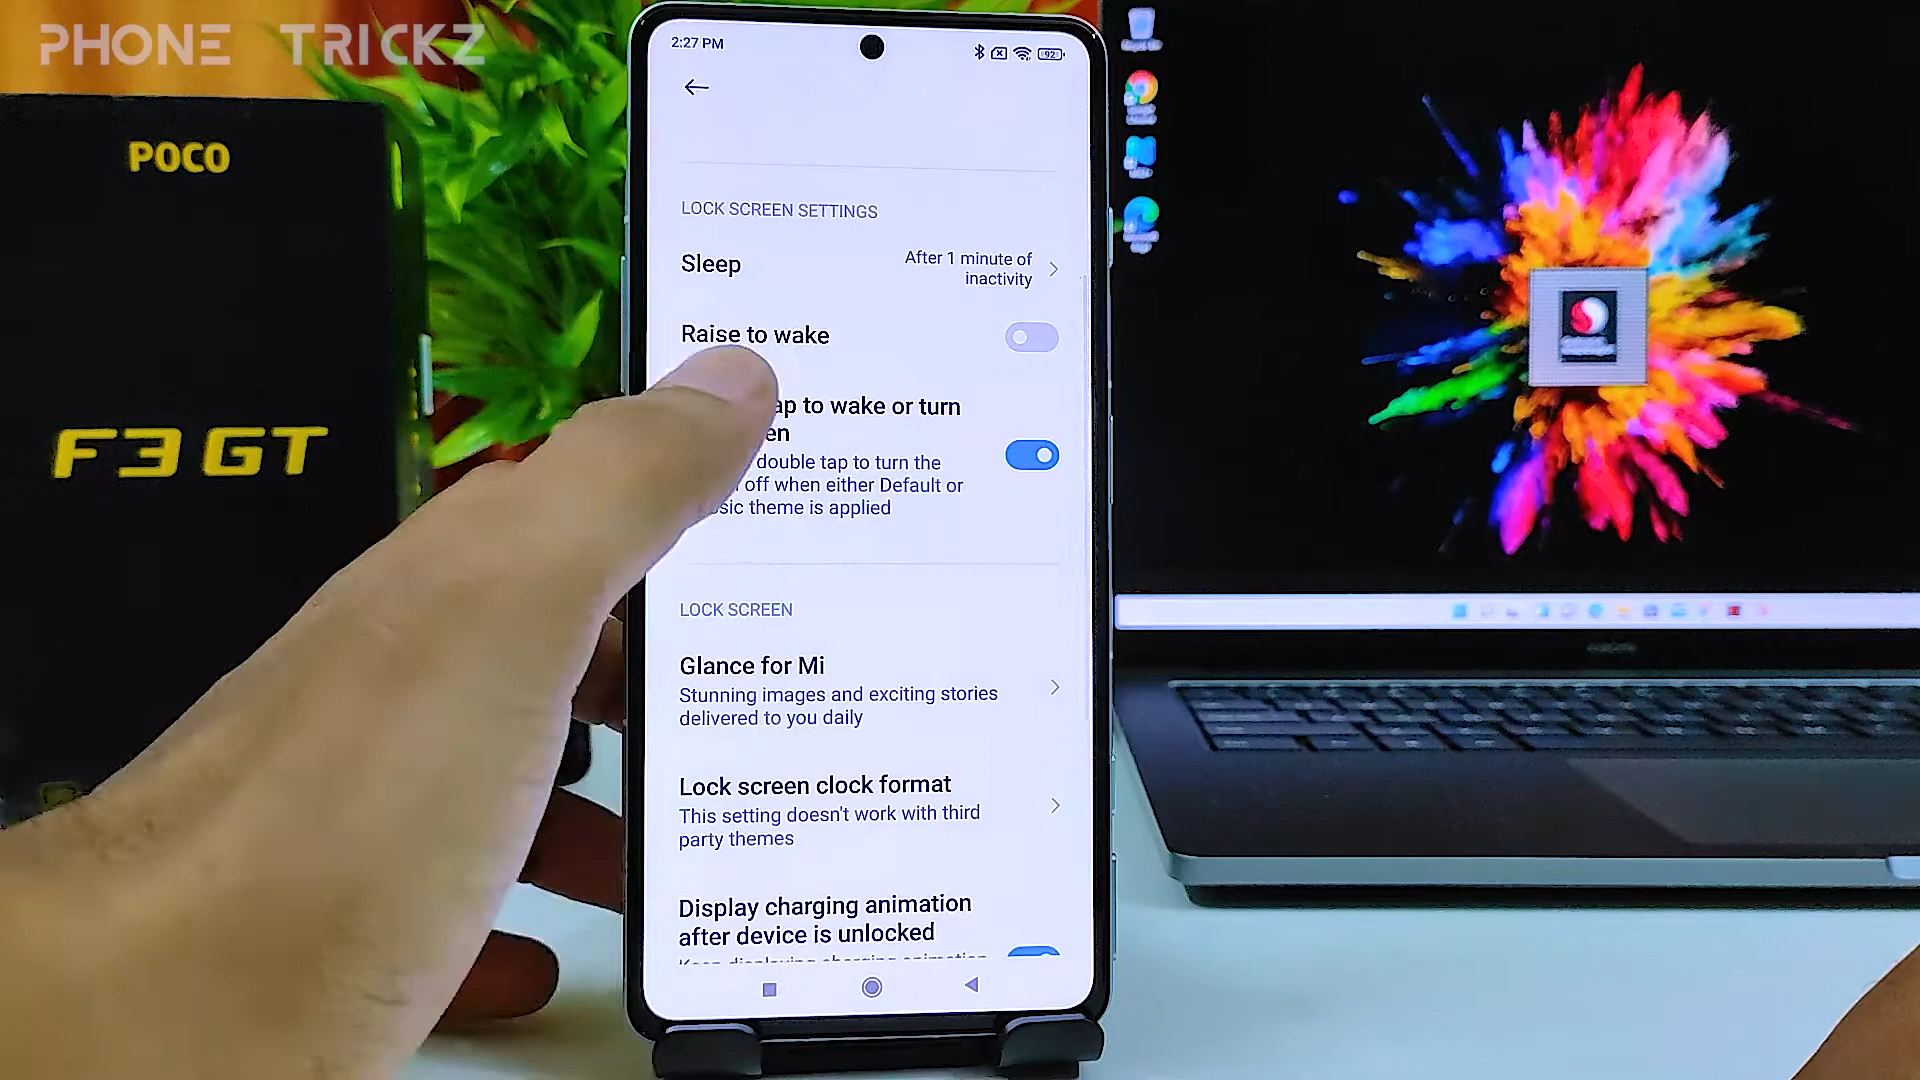 PHONE TRICKZ
POCO
F3 GT
2:27 PM
92
LOCK SCREEN SETTINGS
Sleep
After 1 minute of
inactivity
Raise to wake
ap to wake or turn
en
double tap to turn the
off when either Default or
sic theme is applied
LOCK SCREEN
Glance for Mi
Stunning images and exciting stories
delivered to you daily
Lock screen clock format
This setting doesn't work with third
party themes
Display charging animation
after device is unlocked